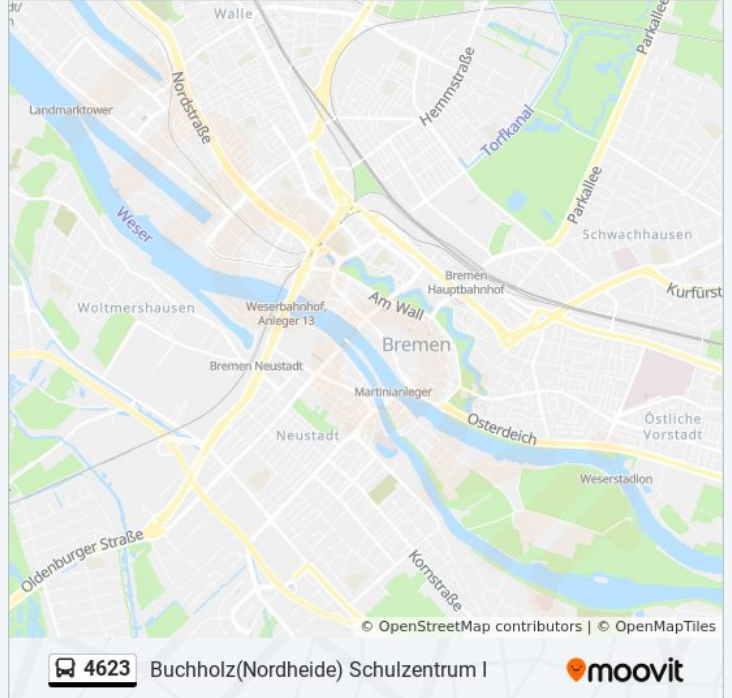 dt/
Walle
Parkallee
Hemmstraße
Nordstraße
Landmarktower
Torfkanal
Parkallee
Weser
Schwachhausen
Bremen
Hauptbahnhof
Kurfürst
Woltmershausen
Weserbahnhof,
Anleger 13
Am Wall
Bremen
Bremen Neustadt
Martinianleger
Osterdeich
Östliche
Vorstadt
Neustadt
Weserstadion
Oldenburger Straße
Kornstraße
© OpenStreetMap contributors | © OpenMapTiles
4623 Buchholz(Nordheide) Schulzentrum I moovit